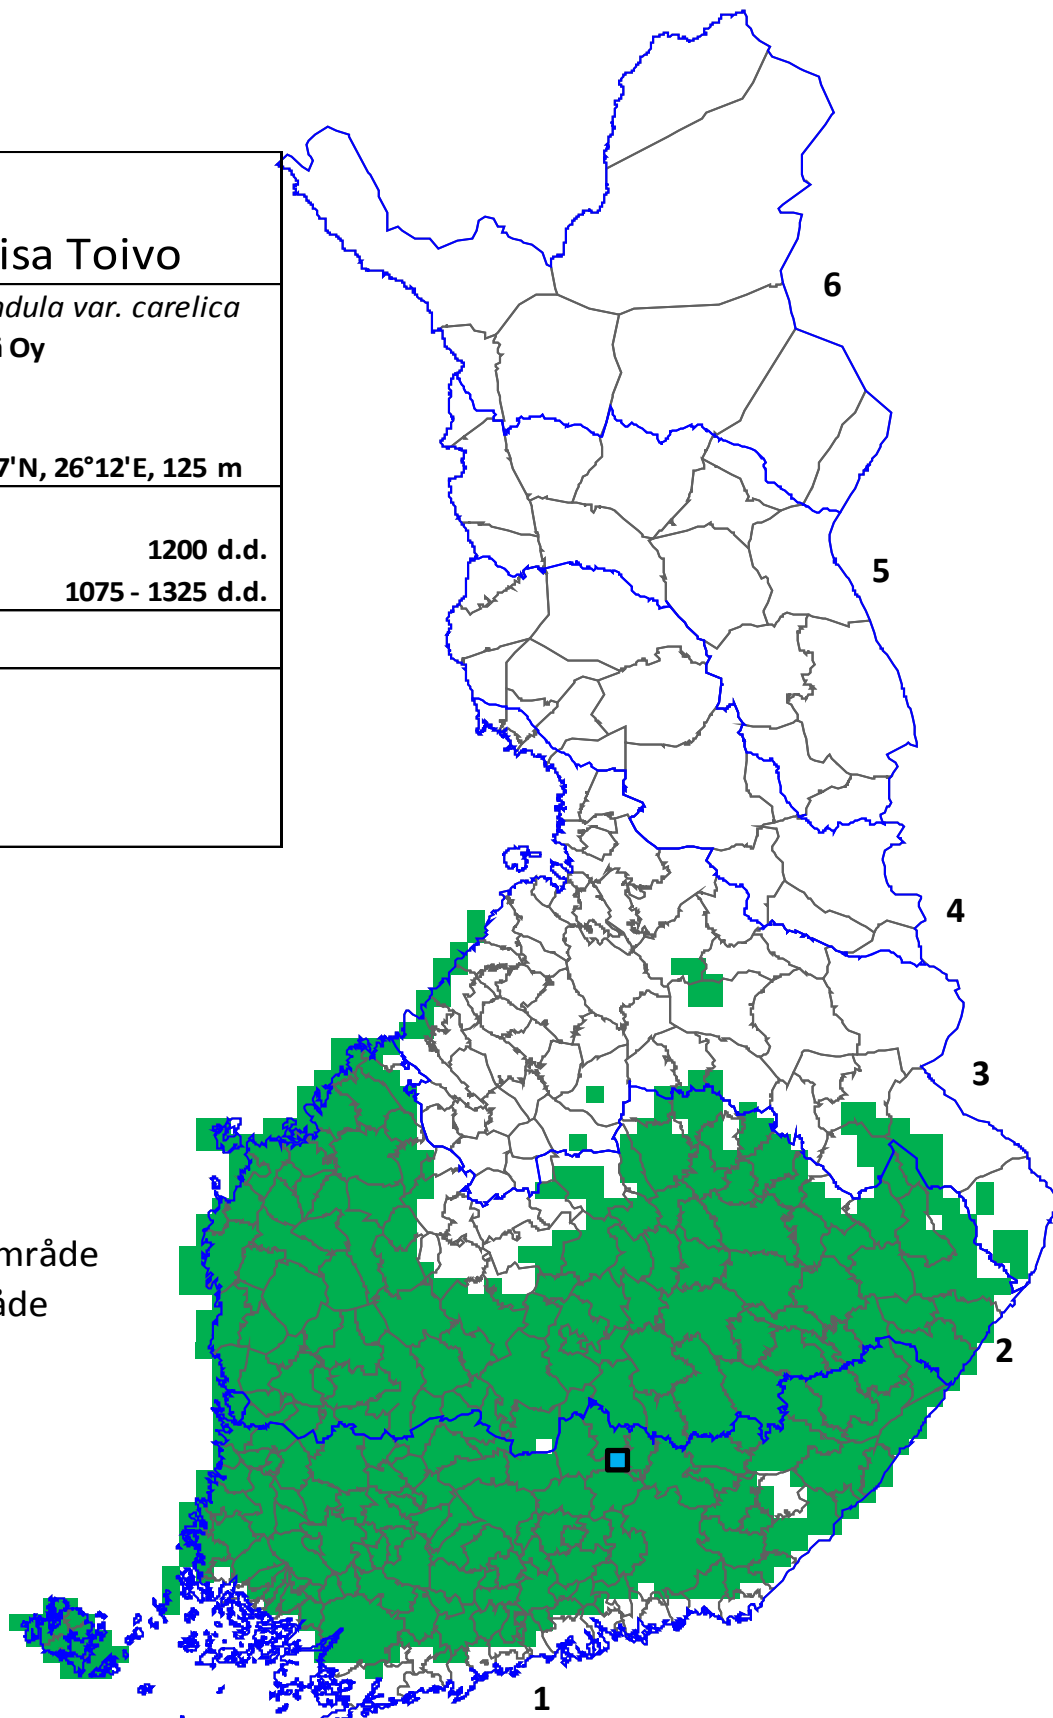 isa Toivo
ndula var. carelica
Oy
7'N, 26°12'E, 125 m
1200 d.d.
1075 - 1325 d.d.
6
5
4
3
område
åde
2
1